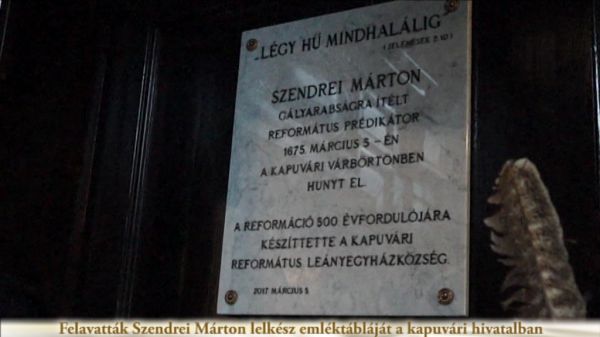 „LÉGY HŰ MINDHALÁLIG"
(JELENÉSEK 2:10)
SZENDREI MÁRTON
GÁLYARABSÁGRA ÍTÉLT
REFORMÁTUS PRÉDIKÁTOR
1675. MÁRCIUS 5-ÉN
A KAPUVÁRI VÁRBÖRTÖNBEN
HUNYT EL.
A REFORMÁCIÓ 500 ÉVFORDULÓJÁRA
KÉSZÍTTETTE A KAPUVÁRI
REFORMÁTUS LEÁNYEGYHÁZKÖZSÉG.
2017. MÁRCIUS 5.
Felavatták Szendrei Márton lelkész emléktábláját a kapuvári hivatalban